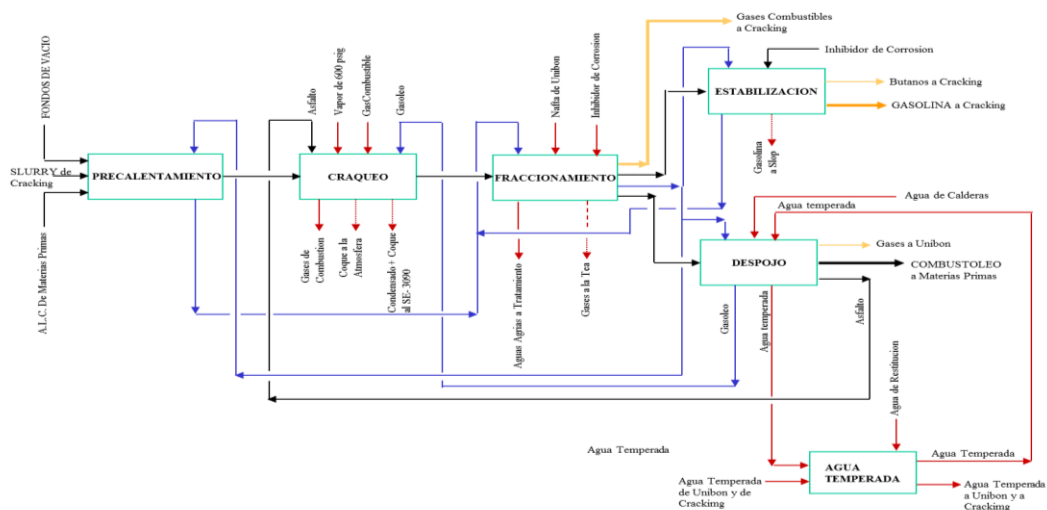 Gases Combustibles
a Cracking
FONDOS DE VACIO
Asfalto
Vapor de 600 psig
GasCombustible
Gasoleo
Nafta de Unibon
Inhibidor de Corrosion
Inhibidor de Corrosion
ESTABILIZACION
Butanos a Cracking
GASOLINA a Cracking
Gasolina
a Slop
SLURRY de
Cracking
PRECALENTAMIENTO
CRAQUEO
FRACCIONAMIENTO
A.L.C. De Materias Primas
Gases de
Combustion
Coque a la
Atmosfera
Condensado + Coque
al SE- 3090
Aguas Agrias a Tratamiento
Gases a la Tea
Agua de Calderas
Agua temperada
DESPOJO
Gases a Unibon
COMBUSTOLEO
a Materias Primas
Gasoleo
Agua temperada
Asfalto
Agua de Restitucion
Agua Temperada
AGUA
TEMPERADA
Agua Temperada
Agua Temperada
de Unibon y de
Crackimg
Agua Temperada
a Unibon y a
Crackimg